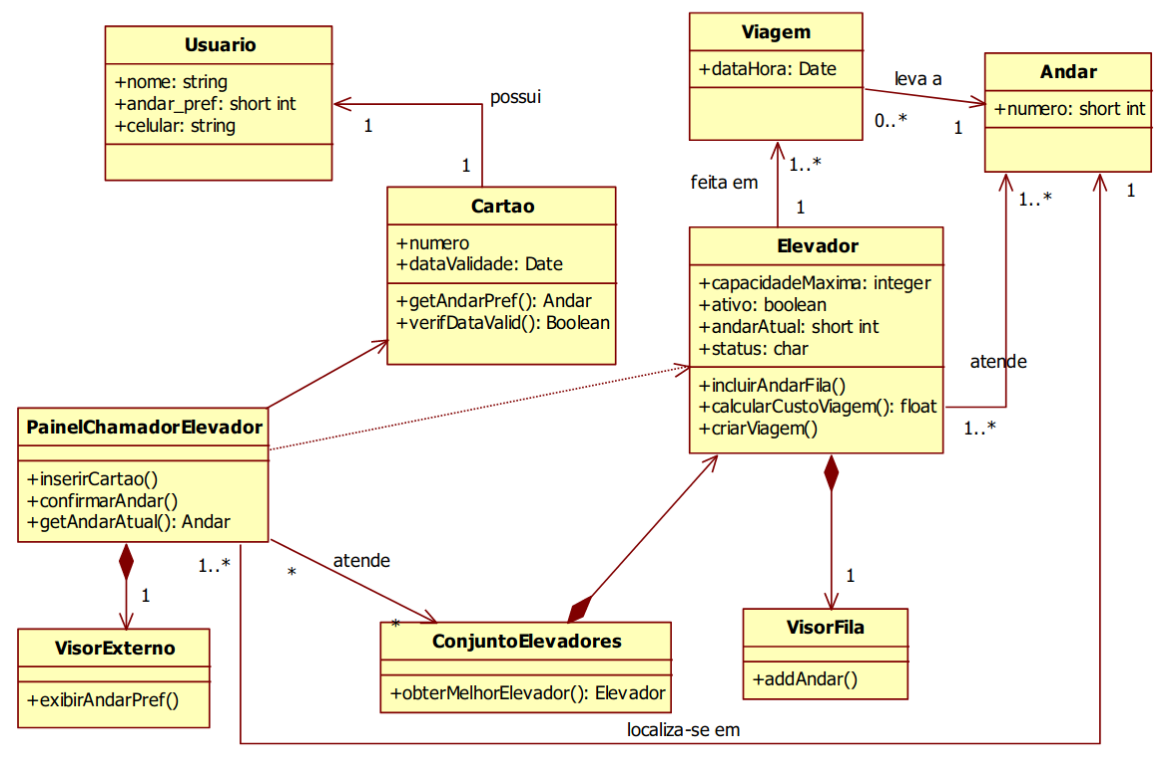 Usuario
+nome: string
+andar_pref: short int
+celular: string
possui
1
1
Viagem
+dataHora: Date
leva a
0..*
1
Andar
+numero: short int
feita em
1..*
1
1..*
1
Cartao
+numero
+dataValidade: Date
+getAndarPref(): Andar
+verifDataValid(): Boolean
Elevador
+capacidadeMaxima: integer
+ativo: boolean
+andarAtual: short int
+status: char
+incluirAndarFila()
+calcularCustoViagem(): float
+criarViagem()
atende
1..*
PainelChamadorElevador
+inserirCartao()
+confirmarAndar()
+getAndarAtual(): Andar
1
1..*
*
atende
*
1
VisorExterno
+exibirAndarPref()
ConjuntoElevadores
+obterMelhorElevador(): Elevador
VisorFila
+addAndar()
localiza-se em